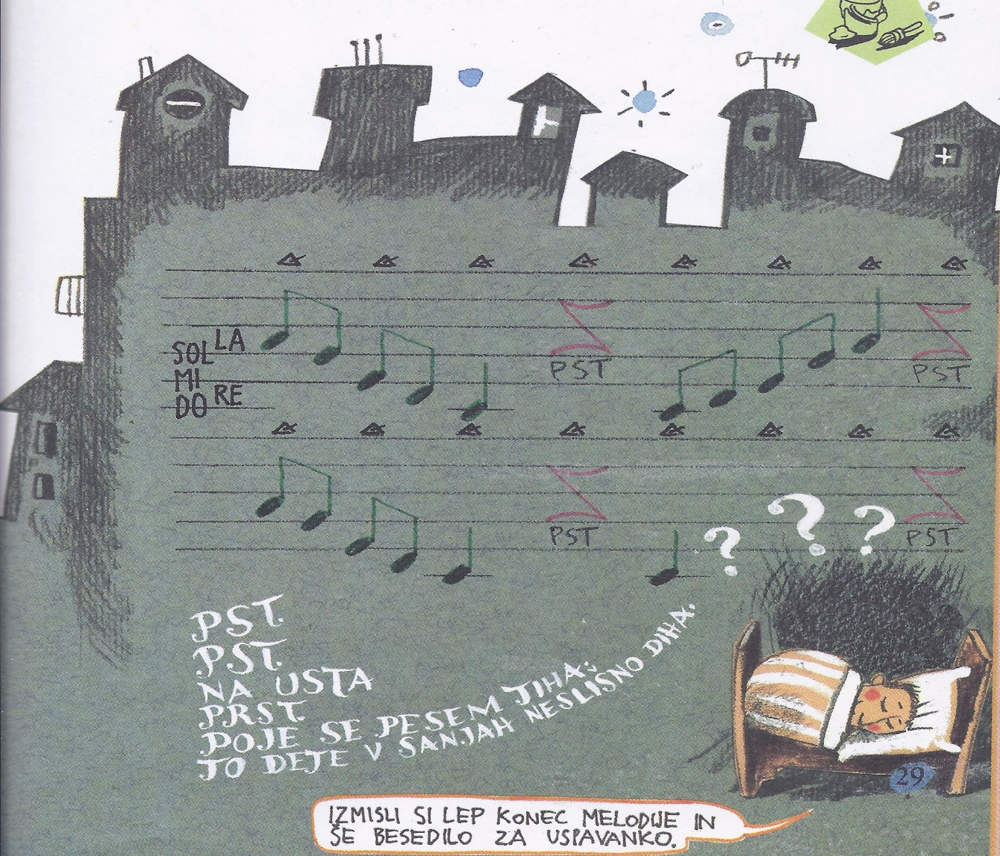 SOL LA
MI
DO RE
PST
PST
PST
PST
PST.
PST.
NA USTA
PRST.
POJE SE PESEM TIHA:
TO DEJE V SANJAH NESLIŠNO DIHA.
29
IZMISLI SI LEP KONEC MELODIJE IN
ŠE BESEDILO ZA USPAVANKO.